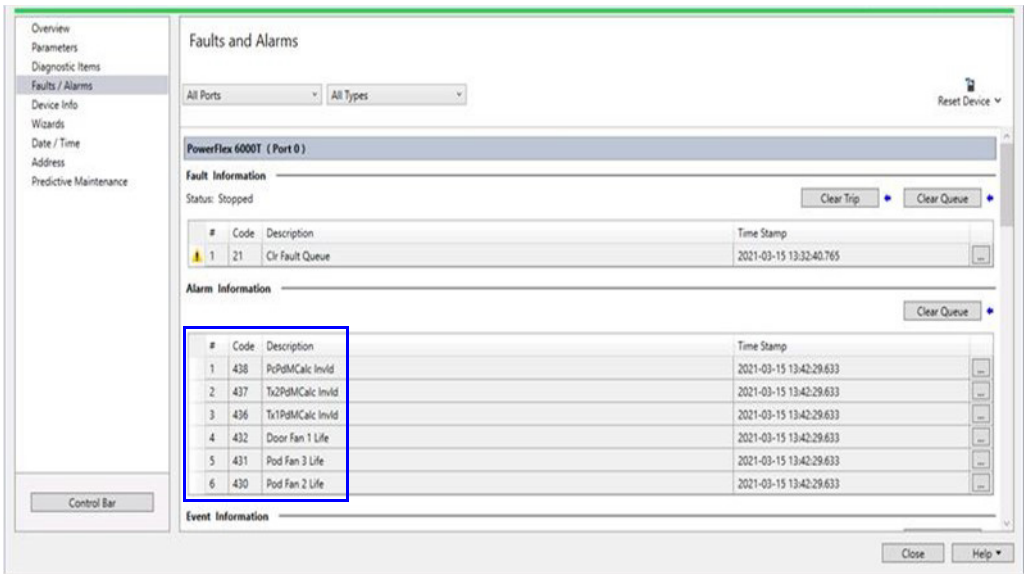 Overview
Parameters
Diagnostic Items
Faults / Alarms
Device Info
Wizards
Date / Time
Address
Predictive Maintenance
Control Bar
Faults and Alarms
All Ports All Types
Reset Device
PowerFlex 6000T ( Port 0 )
Fault Information
Status: Stopped
Clear Trip Clear Queue
# Code Description Time Stamp
1 21 Clr Fault Queue 2021-03-15 13:32:40.765 ...
Alarm Information
Clear Queue
# Code Description Time Stamp
1 438 PcPdMCalc Invld 2021-03-15 13:42:29.633 ...
2 437 Tx2PdMCalc Invld 2021-03-15 13:42:29.633 ...
3 436 Tx1PdMCalc Invld 2021-03-15 13:42:29.633 ...
4 432 Door Fan 1 Life 2021-03-15 13:42:29.633 ...
5 431 Pod Fan 3 Life 2021-03-15 13:42:29.633 ...
6 430 Pod Fan 2 Life 2021-03-15 13:42:29.633 ...
Event Information
Close Help